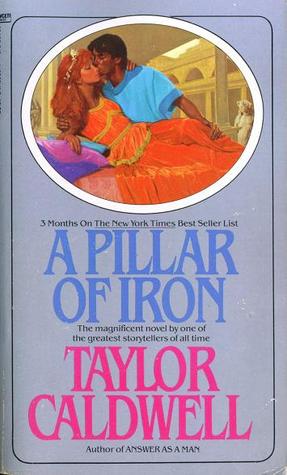 3 Months On The New York Times Best Seller List
A PILLAR
OF IRON
The magnificent novel by one of
the greatest storytellers of all time
TAYLOR
CALDWELL
Author of ANSWER AS A MAN